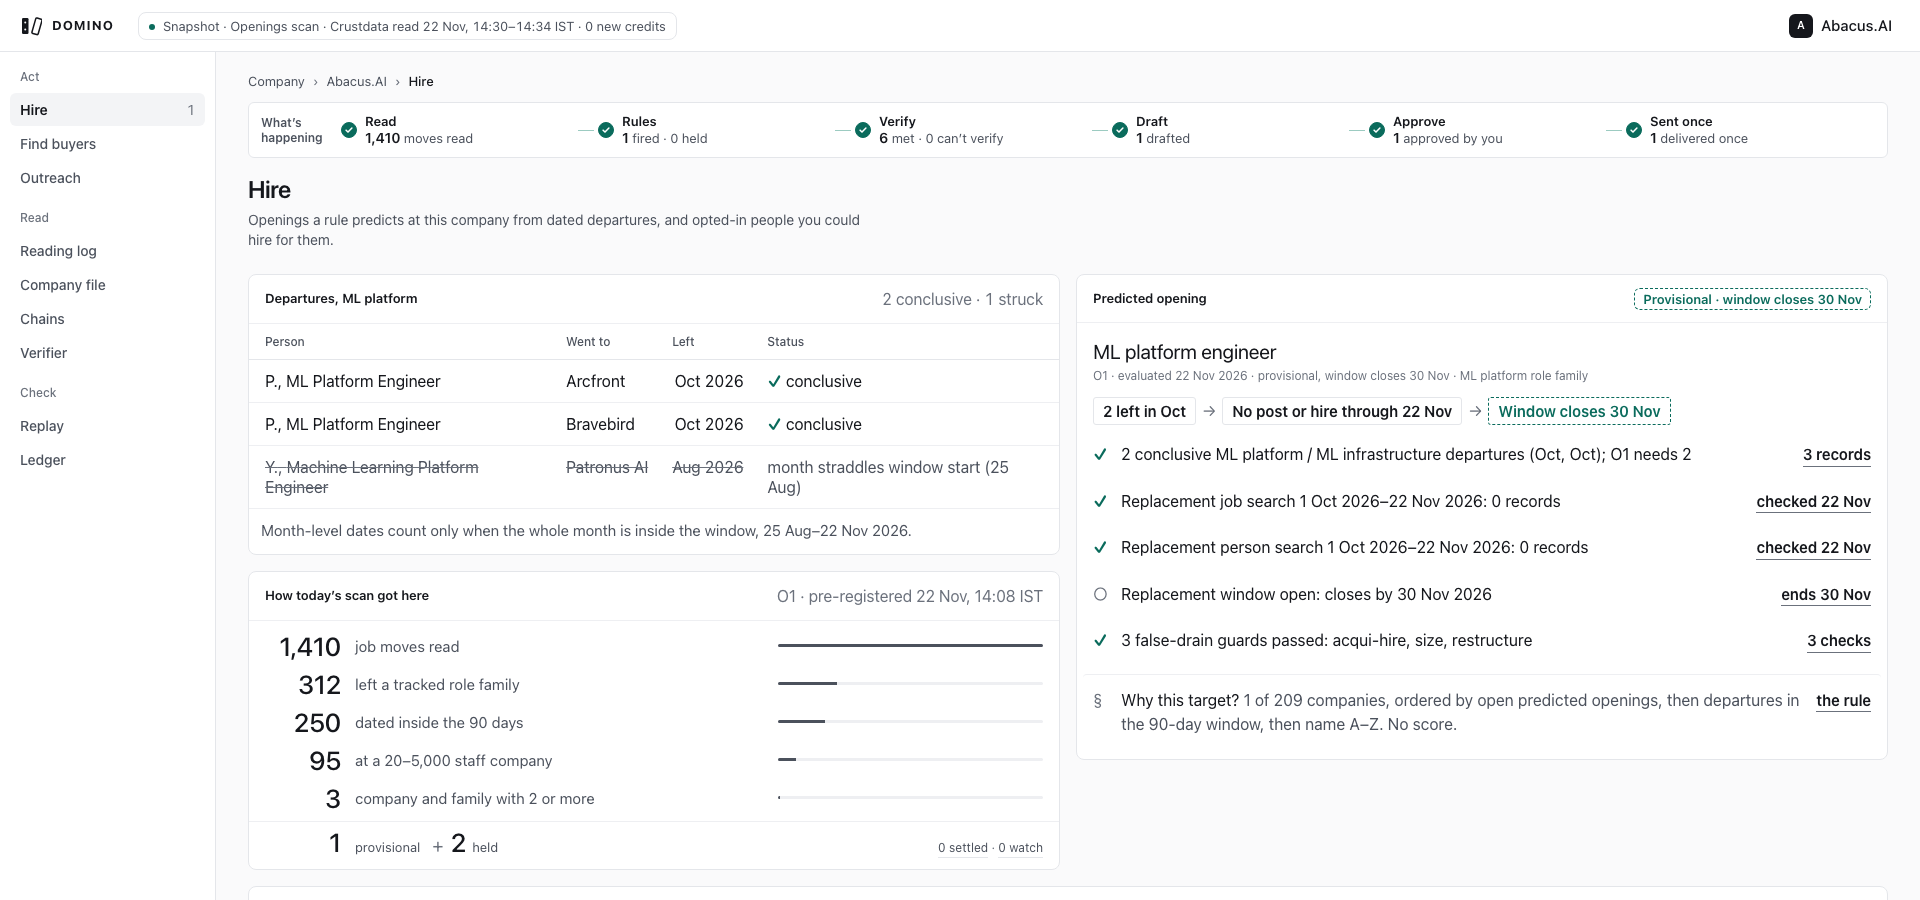 DOMINO
Snapshot · Openings scan · Crustdata read 22 Nov, 14:30–14:34 IST · 0 new credits
A
Abacus.AI
Act
Hire 1
Find buyers
Outreach
Read
Reading log
Company file
Chains
Verifier
Check
Replay
Ledger
Company › Abacus.AI › Hire
What’s
happening
Read
1,410 moves read
Rules
1 fired · 0 held
Verify
6 met · 0 can’t verify
Draft
1 drafted
Approve
1 approved by you
Sent once
1 delivered once
Hire
Openings a rule predicts at this company from dated departures, and opted-in people you could
hire for them.
Departures, ML platform 2 conclusive · 1 struck
Person Went to Left Status
P., ML Platform Engineer Arcfront Oct 2026 ✓ conclusive
P., ML Platform Engineer Bravebird Oct 2026 ✓ conclusive
Y., Machine Learning Platform Patronus AI Aug 2026 month straddles window start (25
Engineer Aug)
Month-level dates count only when the whole month is inside the window, 25 Aug–22 Nov 2026.
How today’s scan got here O1 · pre-registered 22 Nov, 14:08 IST
1,410 job moves read
312 left a tracked role family
250 dated inside the 90 days
95 at a 20–5,000 staff company
3 company and family with 2 or more
1 provisional + 2 held 0 settled · 0 watch
Predicted opening Provisional · window closes 30 Nov
ML platform engineer
O1 · evaluated 22 Nov 2026 · provisional, window closes 30 Nov · ML platform role family
2 left in Oct → No post or hire through 22 Nov → Window closes 30 Nov
✓ 2 conclusive ML platform / ML infrastructure departures (Oct, Oct); O1 needs 2 3 records
✓ Replacement job search 1 Oct 2026–22 Nov 2026: 0 records checked 22 Nov
✓ Replacement person search 1 Oct 2026–22 Nov 2026: 0 records checked 22 Nov
Replacement window open: closes by 30 Nov 2026 ends 30 Nov
✓ 3 false-drain guards passed: acqui-hire, size, restructure 3 checks
§ Why this target? 1 of 209 companies, ordered by open predicted openings, then departures in the rule
the 90-day window, then name A–Z. No score.